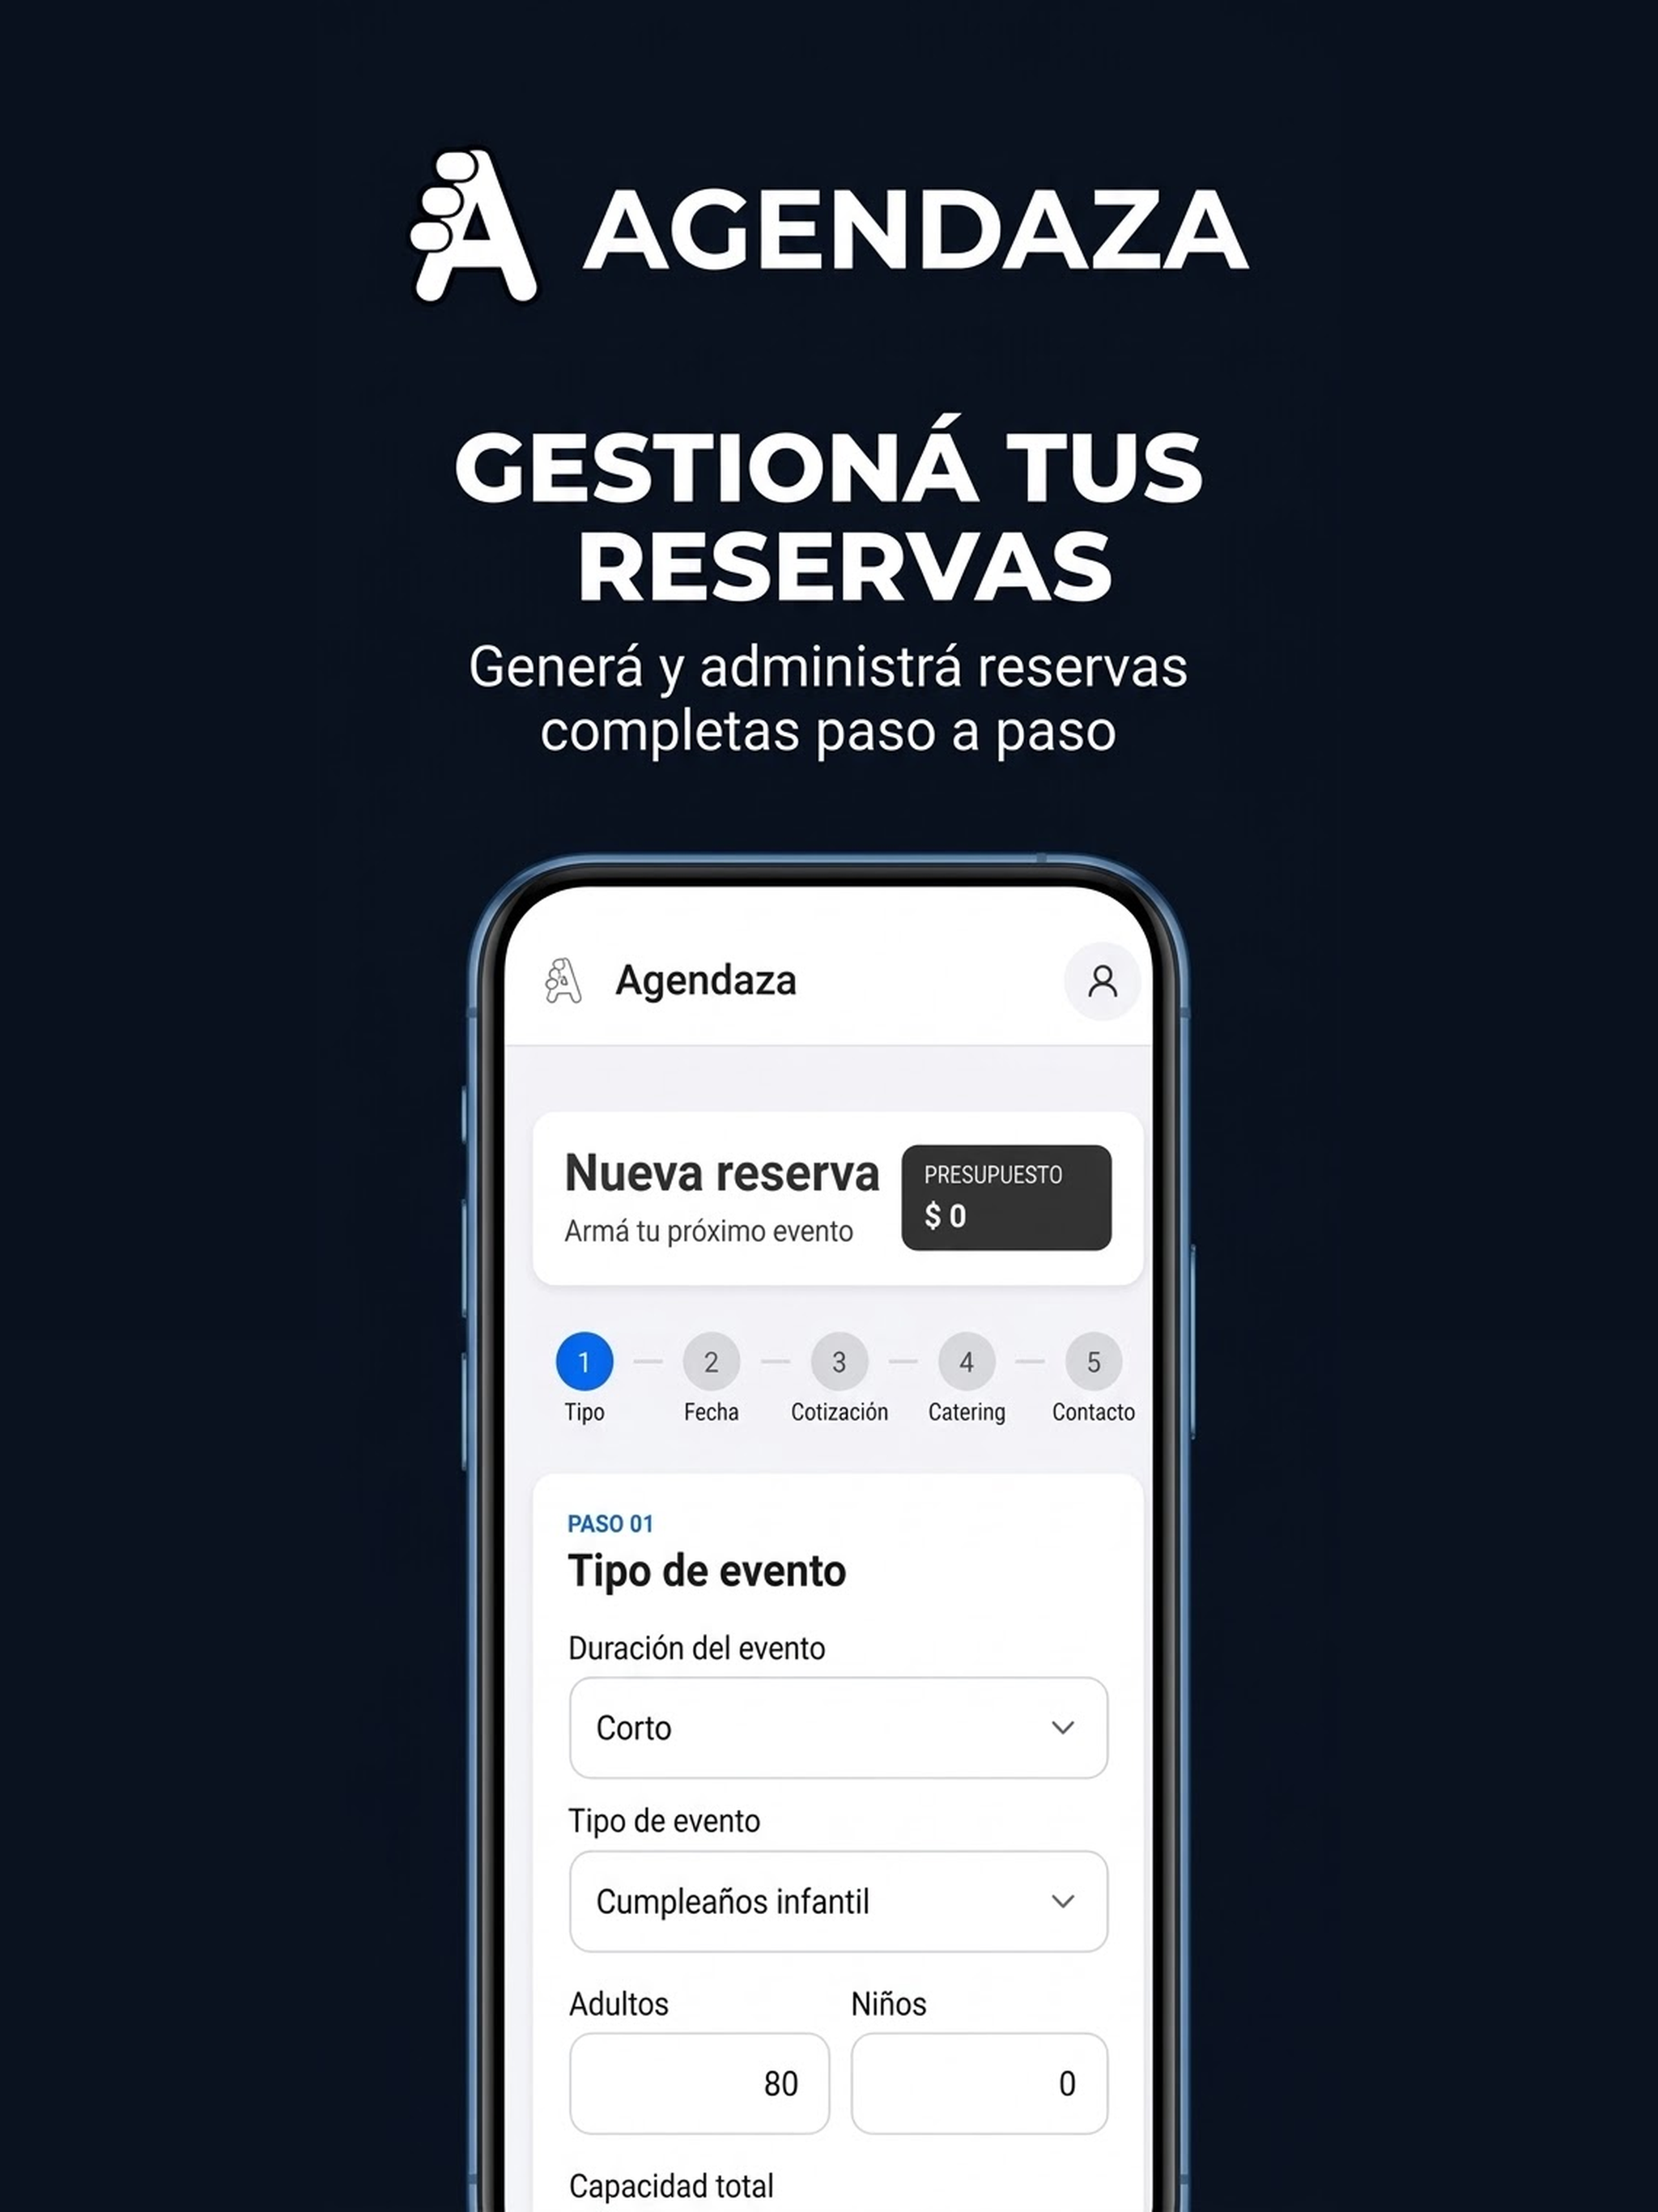 AGENDAZA
GESTIONÁ TUS
RESERVAS
Generá y administrá reservas
completas paso a paso
Agendaza
Nueva reserva
Armá tu próximo evento
PRESUPUESTO
$ 0
1 2 3 4 5
Tipo Fecha Cotización Catering Contacto
PASO 01
Tipo de evento
Duración del evento
Corto
Tipo de evento
Cumpleaños infantil
Adultos Niños
80 0
Capacidad total